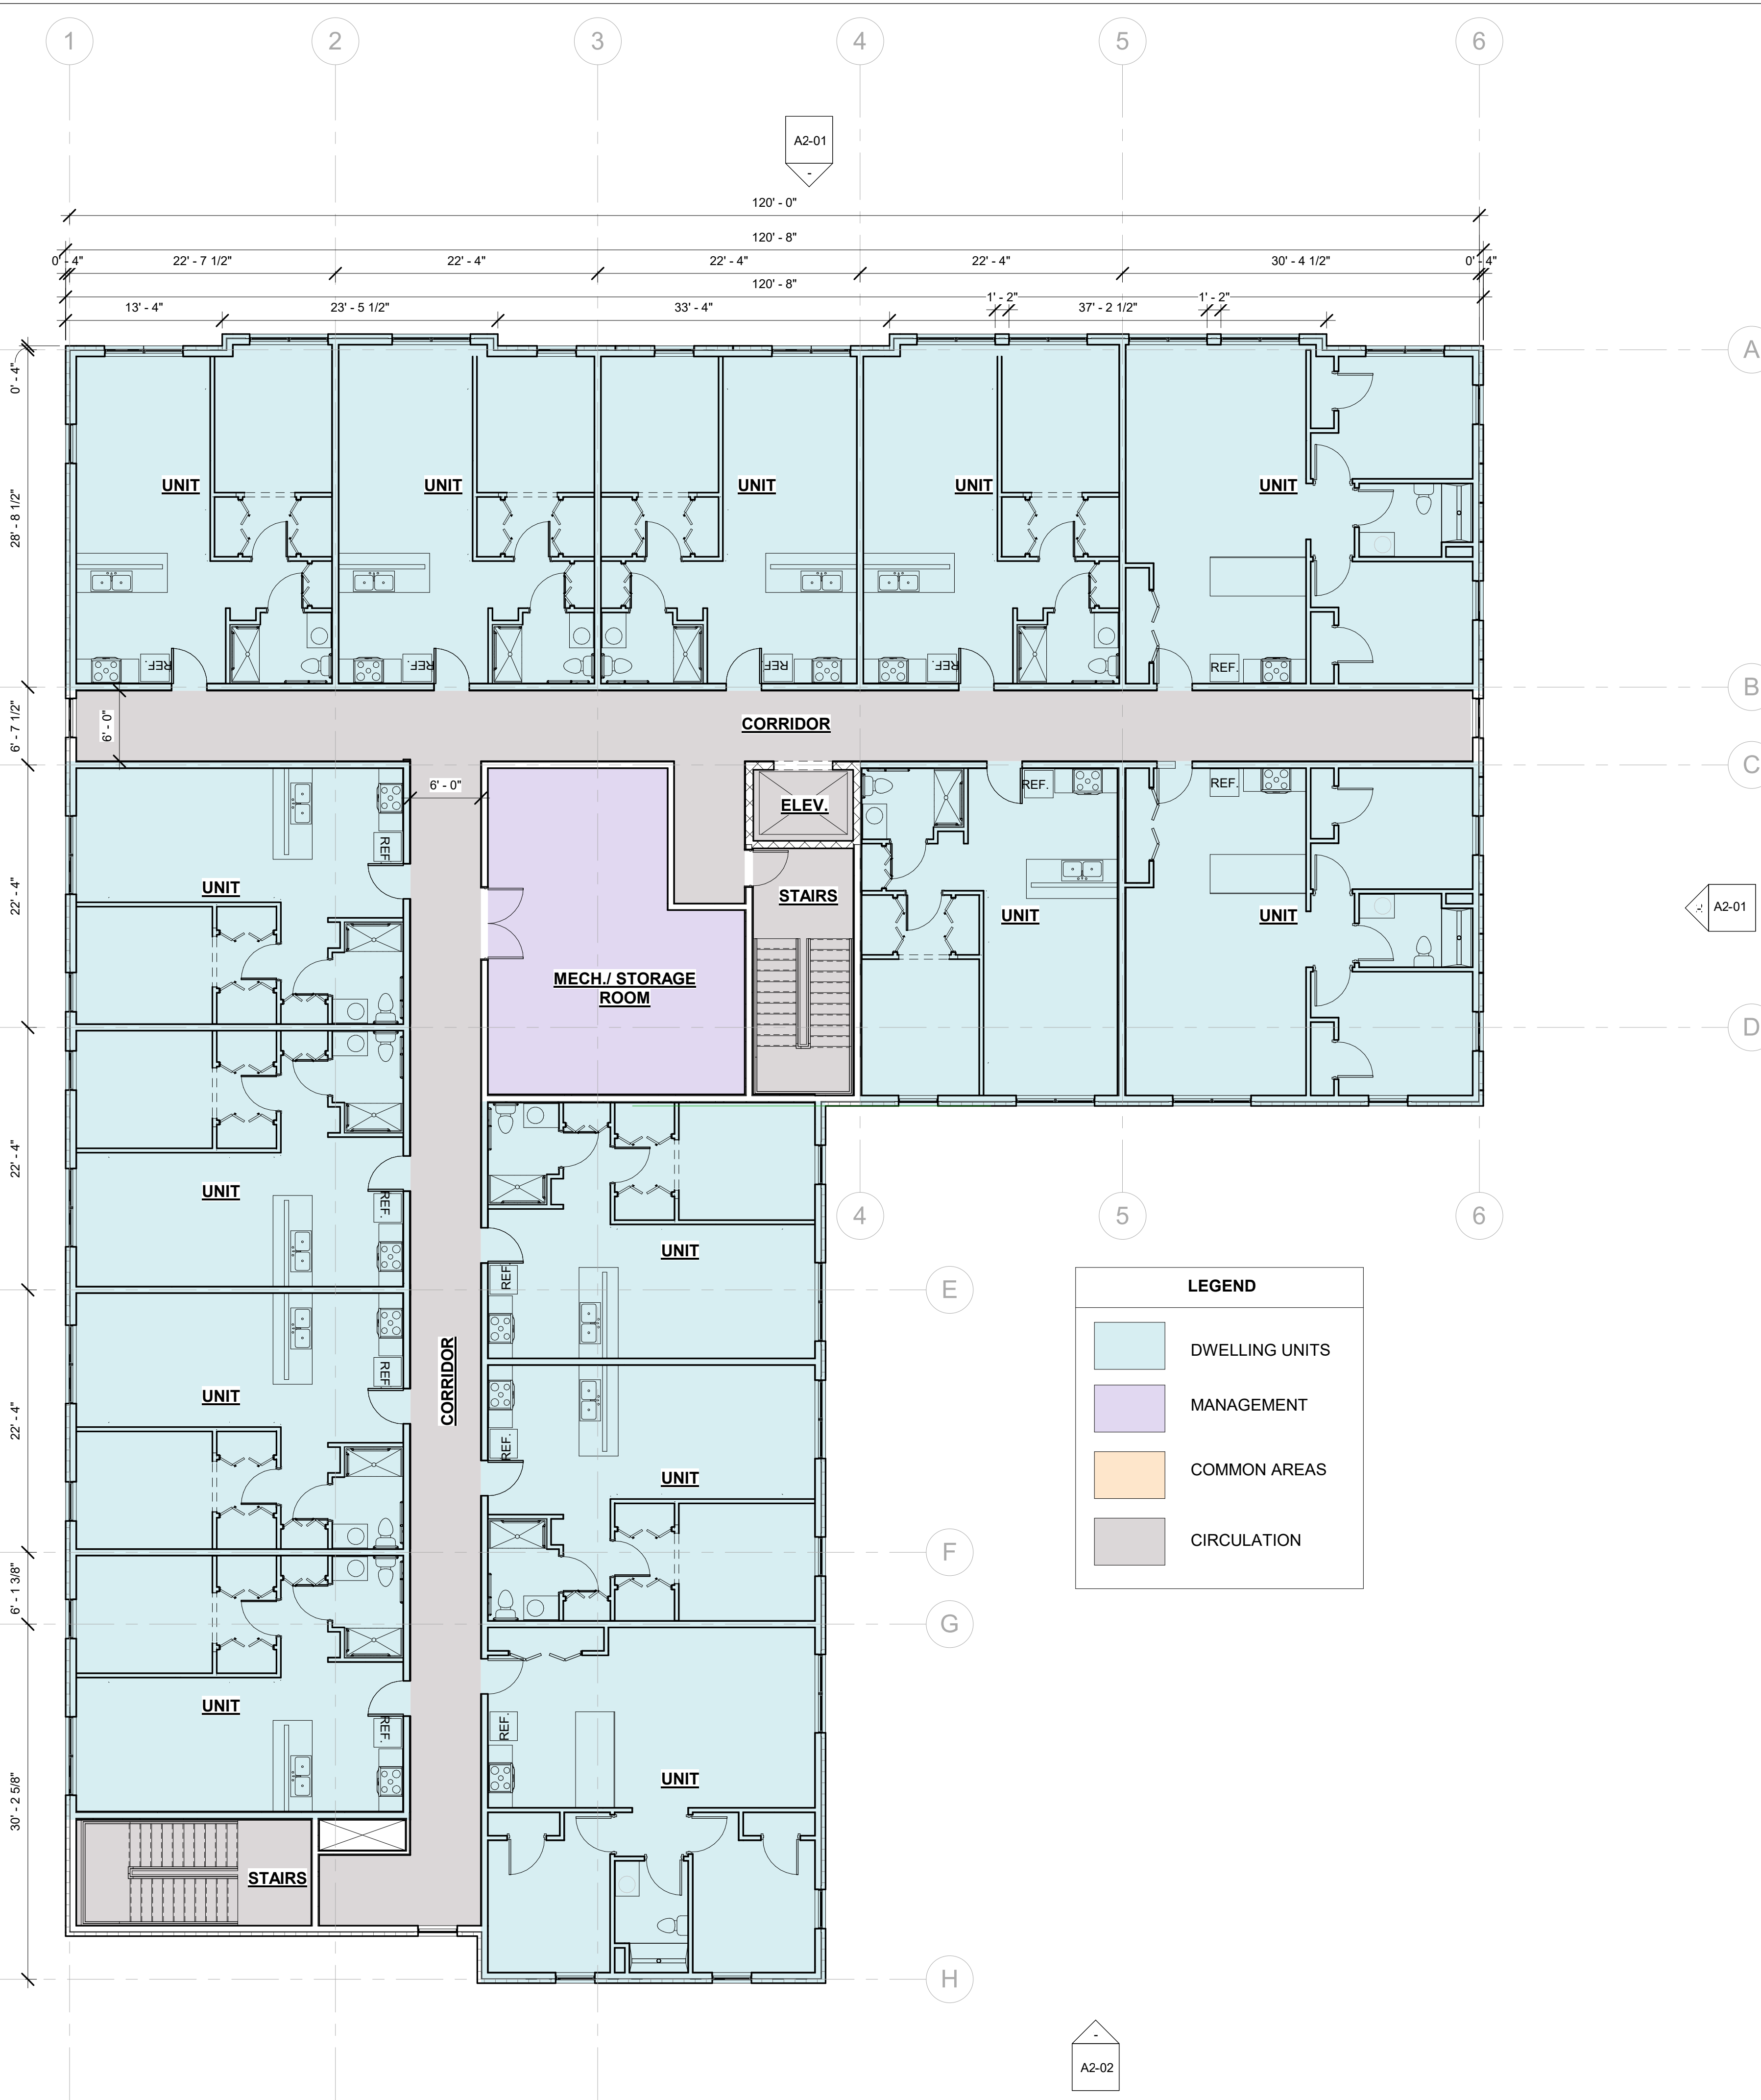 1 2 3 4 5 6
A2-01
-
120' - 0"
120' - 8"
0' - 4" 22' - 7 1/2" 22' - 4" 22' - 4" 22' - 4" 30' - 4 1/2" 0' - 4"
120' - 8"
13' - 4" 23' - 5 1/2" 33' - 4" 1' - 2" 37' - 2 1/2" 1' - 2"
A
0' - 4"
28' - 8 1/2"
UNIT UNIT UNIT UNIT UNIT
REF. REF. REF. REF. REF.
B
6' - 7 1/2"
6' - 0"
CORRIDOR
C
6' - 0"
ELEV.
REF. REF.
REF.
22' - 4"
UNIT
STAIRS
UNIT UNIT
A2-01
MECH./ STORAGE
ROOM
D
22' - 4"
UNIT
REF.
4 5 6
UNIT
REF.
E
LEGEND
DWELLING UNITS
MANAGEMENT
COMMON AREAS
CIRCULATION
22' - 4"
REF.
UNIT
CORRIDOR
REF.
UNIT
F
6' - 1 3/8"
G
UNIT
REF.
REF.
UNIT
30' - 2 5/8"
STAIRS
H
-
A2-02